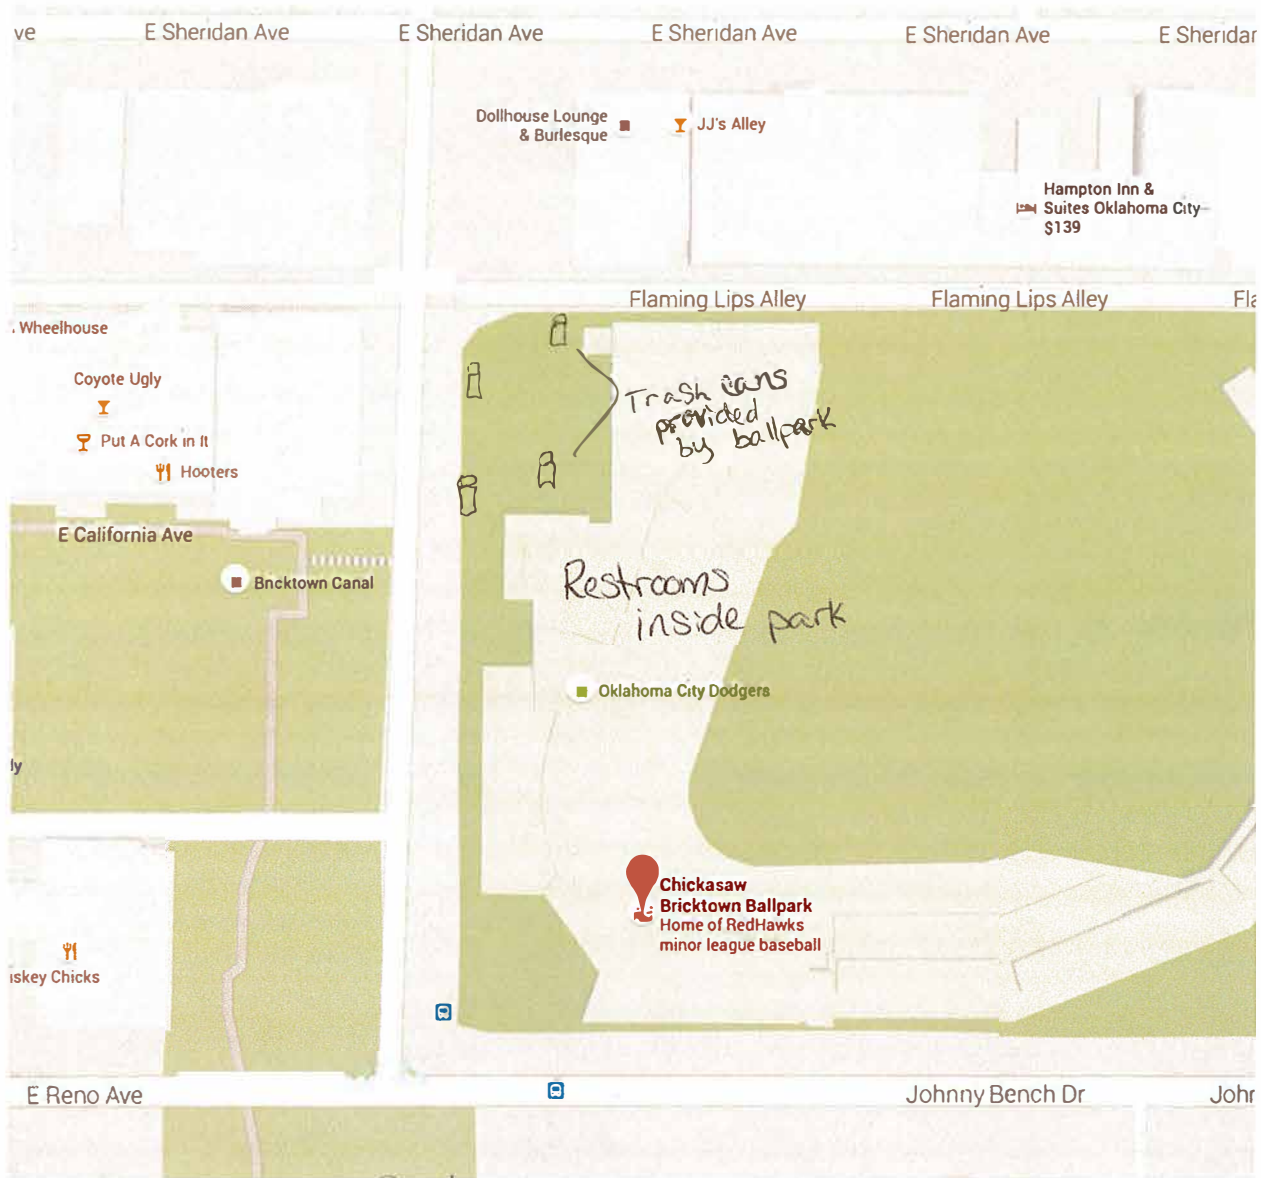 ve
E Sheridan Ave
E Sheridan Ave
E Sheridan Ave
E Sheridan Ave
E Sheridar
Dollhouse Lounge
& Burlesque
JJ's Alley
Hampton Inn &
Suites Oklahoma City
$139
Flaming Lips Alley
Flaming Lips Alley
Fla
Wheelhouse
Coyote Ugly
Put A Cork in It
Hooters
Trash cans
provided
by ballpark
E California Ave
Bricktown Canal
Restrooms
inside park
Oklahoma City Dodgers
ly
Chickasaw
Bricktown Ballpark
Home of RedHawks
minor league baseball
iskey Chicks
E Reno Ave
Johnny Bench Dr
John